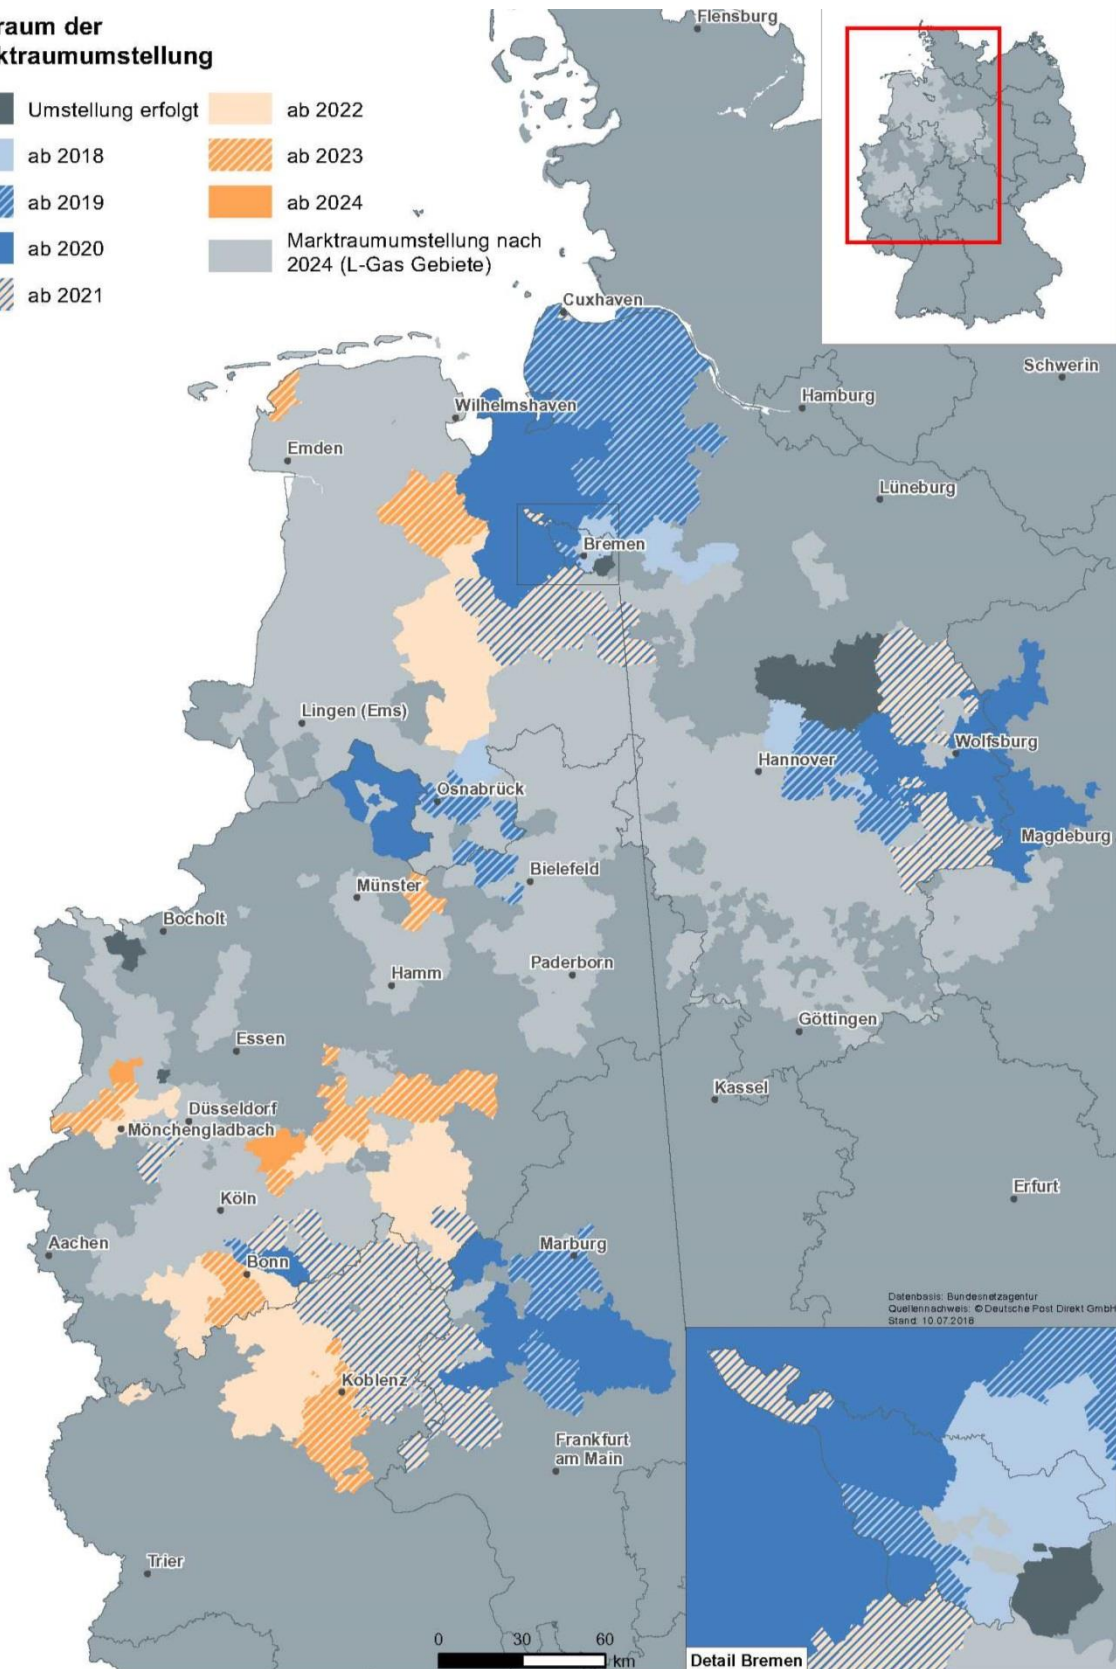 raum der
ktraumumstellung
Umstellung erfolgt
ab 2018
ab 2019
ab 2020
ab 2021
ab 2022
ab 2023
ab 2024
Marktraumumstellung nach
2024 (L-Gas Gebiete)
Flensburg
Cuxhaven
Schwerin
Hamburg
Wilhelmshaven
Emden
Lüneburg
Bremen
Lingen (Ems)
Wolfsburg
Hannover
Osnabrück
Magdeburg
Bielefeld
Münster
Bocholt
Hamm
Paderborn
Göttingen
Essen
Kassel
Düsseldorf
Mönchengladbach
Köln
Erfurt
Aachen
Marburg
Bonn
Datenbasis: Bundesnetzagentur
Quellennachweis: © Deutsche Post Direkt GmbH
Stand: 10.07.2018
Koblenz
Frankfurt
am Main
Trier
0 30 60
km
Detail Bremen